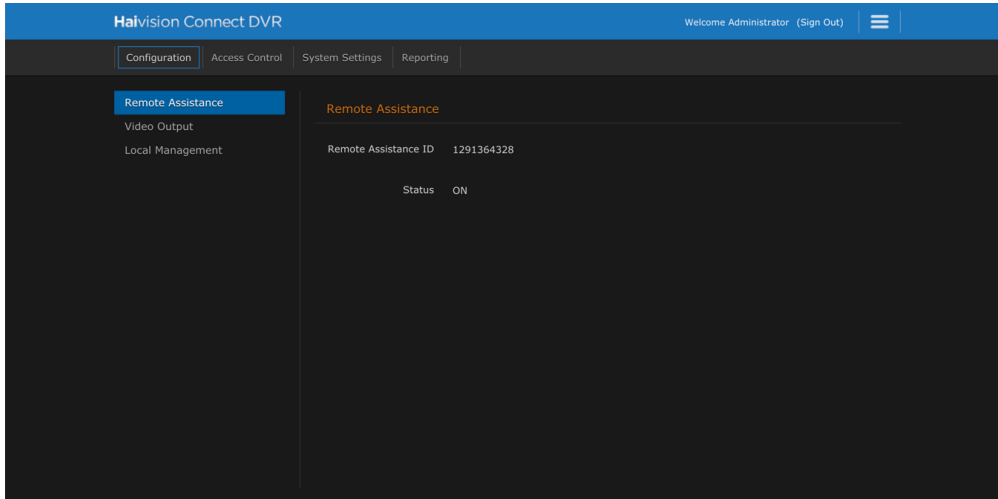 Haivision Connect DVR
Welcome Administrator (Sign Out)
Configuration Access Control System Settings Reporting
Remote Assistance
Video Output
Local Management
Remote Assistance
Remote Assistance ID 1291364328
Status ON